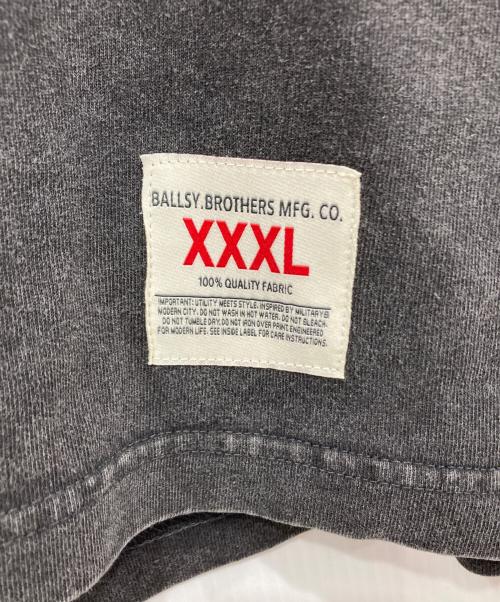 BALLSY.BROTHERS MFG. CO.
XXXL
100% QUALITY FABRIC
IMPORTANT: UTILITY MEETS STYLE. INSPIRED BY MILITARY &
MODERN CITY. DO NOT WASH IN HOT WATER. DO NOT BLEACH.
DO NOT TUMBLE DRY. DO NOT IRON OVER PAINT. ENGINEERED
FOR MODERN LIFE. SEE INSIDE LABEL FOR CARE INSTRUCTIONS.